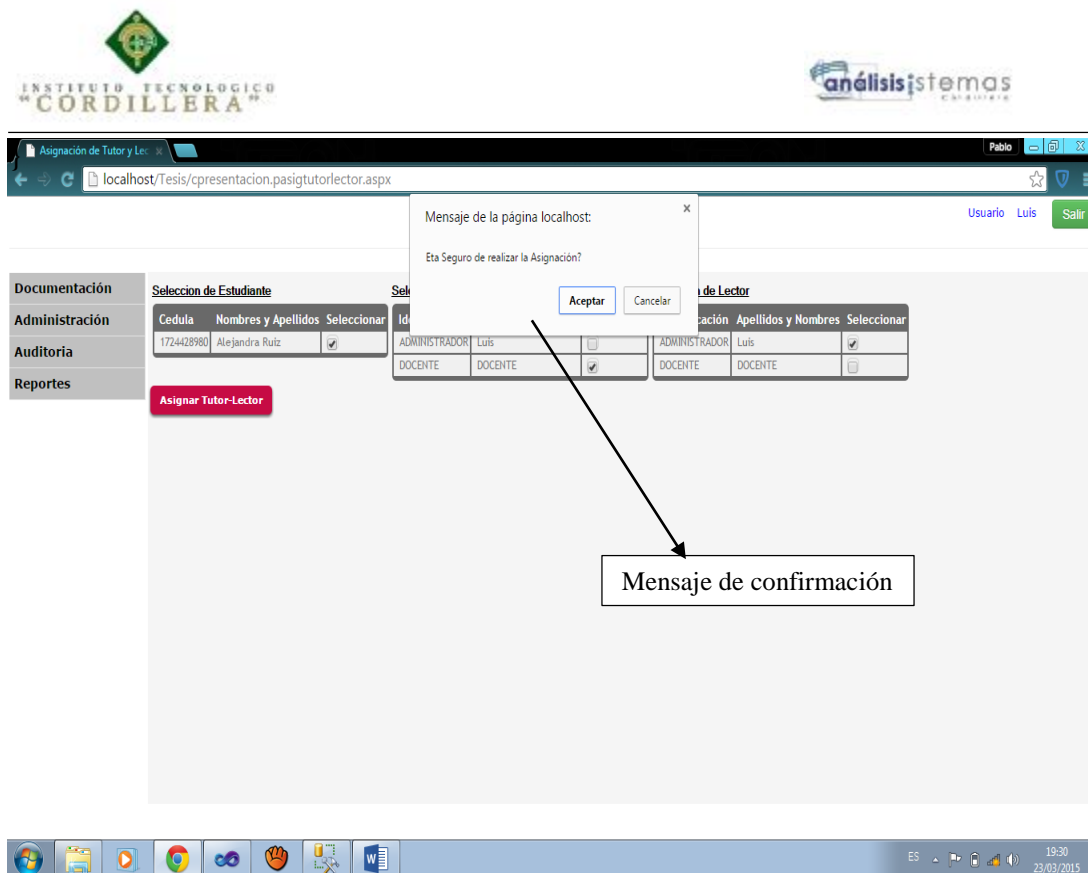 INSTITUTO TECNOLOGICO
"CORDILLERA"
análisis sistemas
Asignación de Tutor y Lec
Pablo
localhost/Tesis/cpresentacion.pasigtutorlector.aspx
Mensaje de la página localhost:
Eta Seguro de realizar la Asignación?
Aceptar Cancelar
Usuario Luis Salir
Documentación
Administración
Auditoria
Reportes
Seleccion de Estudiante
Cedula Nombres y Apellidos Seleccionar
1724428980 Alejandra Ruiz
Asignar Tutor-Lector
Sel
Id
ADMINISTRADOR Luis
DOCENTE DOCENTE
de Lector
cación Apellidos y Nombres Seleccionar
ADMINISTRADOR Luis
DOCENTE DOCENTE
Mensaje de confirmación
ES 19:30
23/03/2015